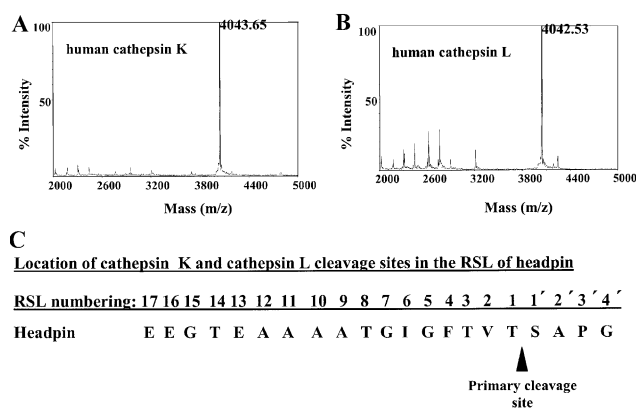 A
100
50
% Intensity
4043.65
human cathepsin K
2000 2600 3200 3800 4400 5000
Mass (m/z)
B
100
50
% Intensity
4042.53
human cathepsin L
2000 2600 3200 3800 4400 5000
Mass (m/z)
C
Location of cathepsin K and cathepsin L cleavage sites in the RSL of headpin
RSL numbering: 17 16 15 14 13 12 11 10 9 8 7 6 5 4 3 2 1 1´ 2´ 3´ 4´
Headpin E E G T E A A A A T G I G F T V T S A P G
Primary cleavage
site